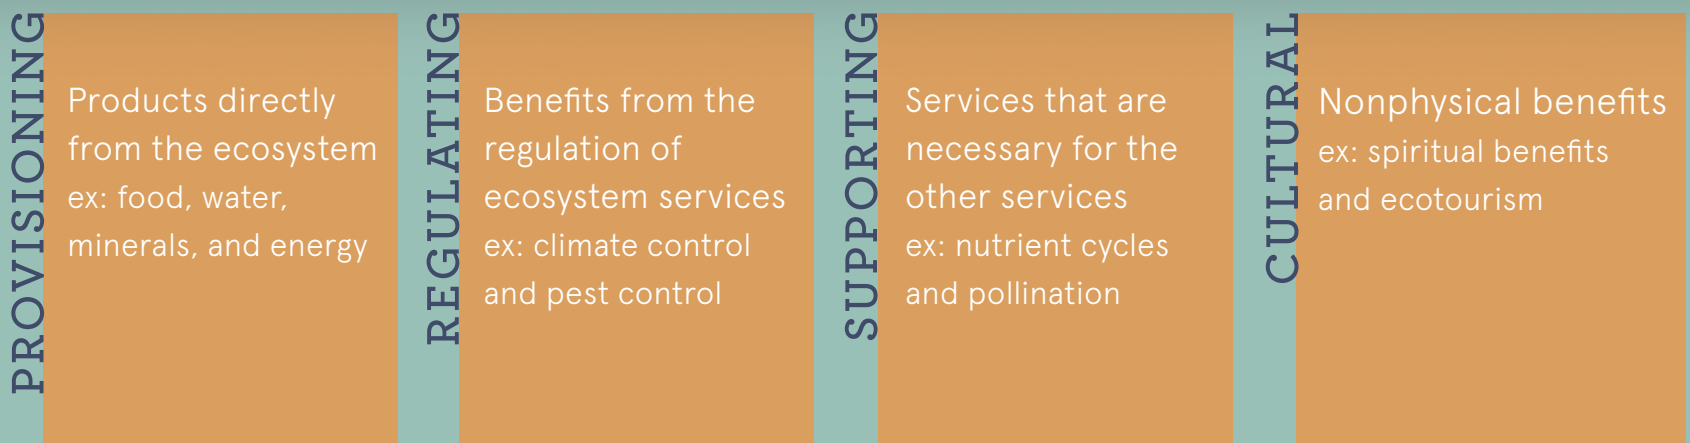 PROVISIONING
Products directly
from the ecosystem
ex: food, water,
minerals, and energy
REGULATING
Benefits from the
regulation of
ecosystem services
ex: climate control
and pest control
SUPPORTING
Services that are
necessary for the
other services
ex: nutrient cycles
and pollination
CULTURAL
Nonphysical benefits
ex: spiritual benefits
and ecotourism